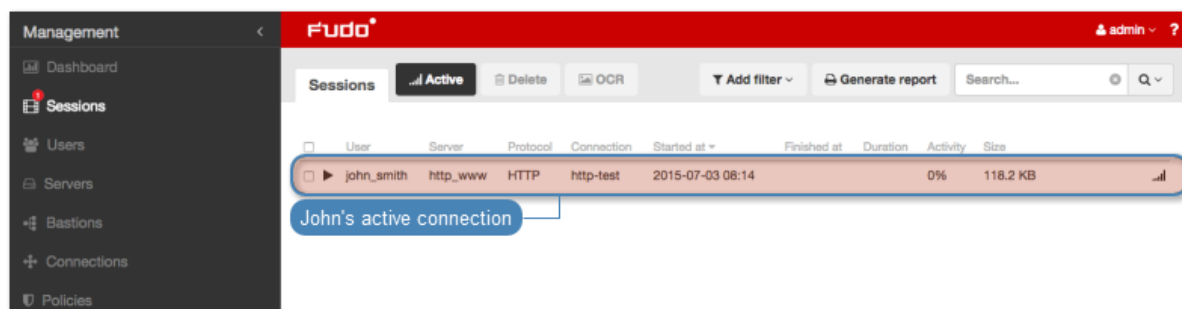 Management
Fudo
admin ?
Dashboard
Sessions Active Delete OCR Add filter Generate report Search...
1
Sessions
Users
User Server Protocol Connection Started at Finished at Duration Activity Size
john_smith http_www HTTP http-test 2015-07-03 08:14 0% 118.2 KB
Servers
John's active connection
Bastions
Connections
Policies